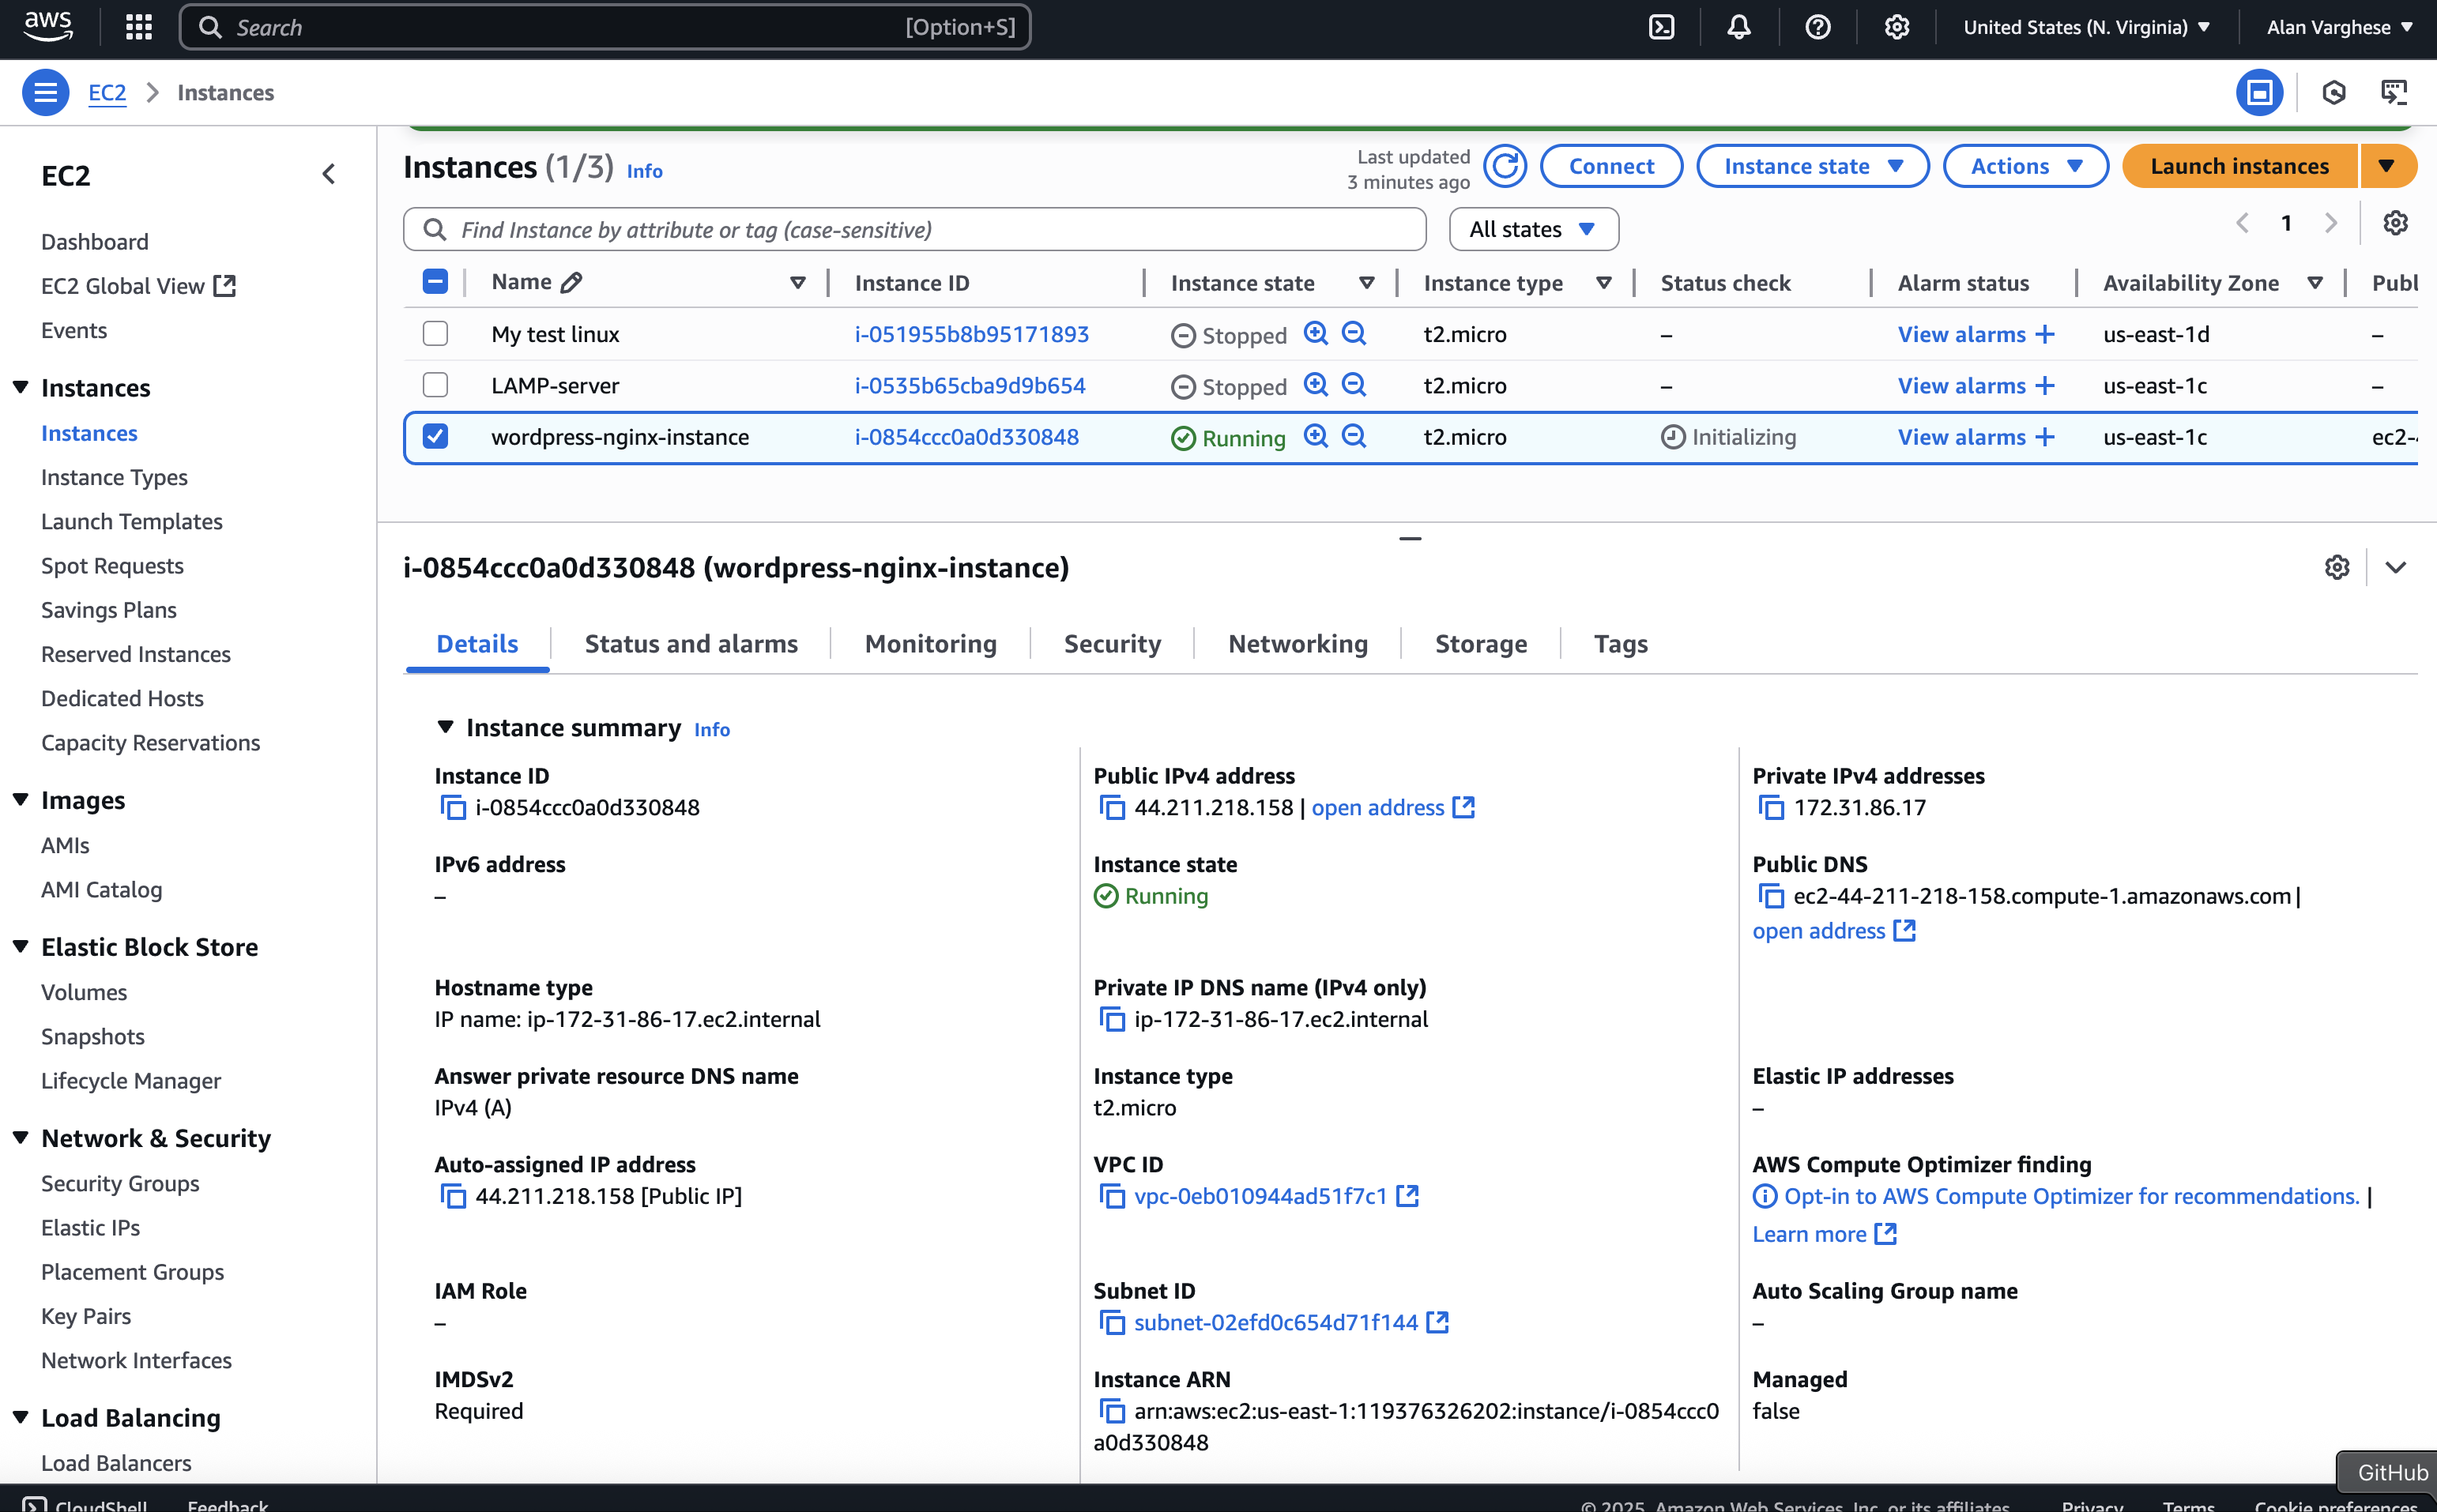 aws
Search [Option+S]
United States (N. Virginia)
Alan Varghese
EC2 Instances
EC2
Dashboard
EC2 Global View
Events
Instances
Instances
Instance Types
Launch Templates
Spot Requests
Savings Plans
Reserved Instances
Dedicated Hosts
Capacity Reservations
Images
AMIs
AMI Catalog
Elastic Block Store
Volumes
Snapshots
Lifecycle Manager
Network & Security
Security Groups
Elastic IPs
Placement Groups
Key Pairs
Network Interfaces
Load Balancing
Load Balancers
Instances (1/3) Info
Last updated
3 minutes ago
Connect
Instance state
Actions
Launch instances
Find Instance by attribute or tag (case-sensitive)
All states
1
Name Instance ID Instance state Instance type Status check Alarm status Availability Zone Publ
My test linux i-051955b8b95171893 Stopped t2.micro – View alarms + us-east-1d –
LAMP-server i-0535b65cba9d9b654 Stopped t2.micro – View alarms + us-east-1c –
wordpress-nginx-instance i-0854ccc0a0d330848 Running t2.micro Initializing View alarms + us-east-1c ec2-
i-0854ccc0a0d330848 (wordpress-nginx-instance)
Details Status and alarms Monitoring Security Networking Storage Tags
Instance summary Info
Instance ID
i-0854ccc0a0d330848
Public IPv4 address
44.211.218.158 | open address
Private IPv4 addresses
172.31.86.17
IPv6 address
–
Instance state
Running
Public DNS
ec2-44-211-218-158.compute-1.amazonaws.com |
open address
Hostname type
IP name: ip-172-31-86-17.ec2.internal
Private IP DNS name (IPv4 only)
ip-172-31-86-17.ec2.internal
Answer private resource DNS name
IPv4 (A)
Instance type
t2.micro
Elastic IP addresses
–
Auto-assigned IP address
44.211.218.158 [Public IP]
VPC ID
vpc-0eb010944ad51f7c1
AWS Compute Optimizer finding
Opt-in to AWS Compute Optimizer for recommendations. |
Learn more
IAM Role
–
Subnet ID
subnet-02efd0c654d71f144
Auto Scaling Group name
–
IMDSv2
Required
Instance ARN
arn:aws:ec2:us-east-1:119376326202:instance/i-0854ccc0
a0d330848
Managed
false
GitHub
CloudShell Feedback
© 2025, Amazon Web Services, Inc. or its affiliates. Privacy Terms Cookie preferences